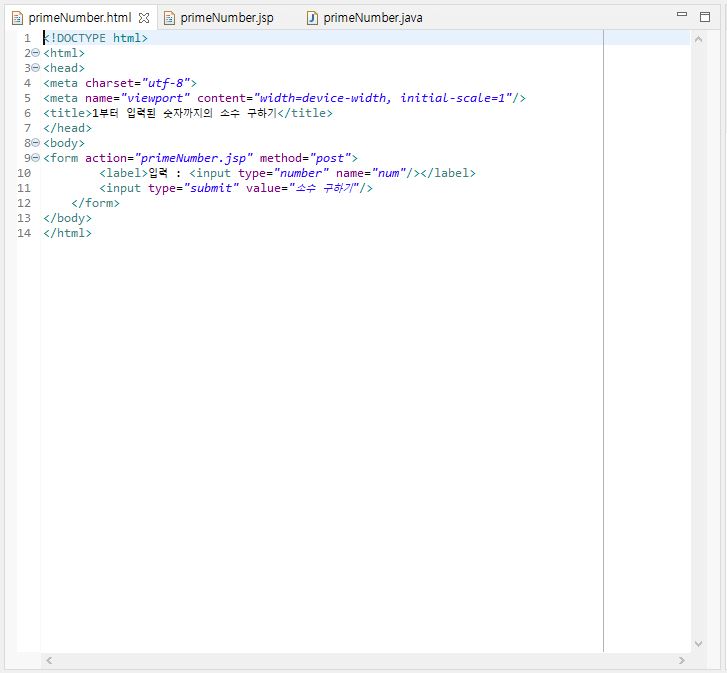 primeNumber.html primeNumber.jsp primeNumber.java
1 <!DOCTYPE html>
2 <html>
3 <head>
4 <meta charset="utf-8">
5 <meta name="viewport" content="width=device-width, initial-scale=1"/>
6 <title>1부터 입력된 숫자까지의 소수 구하기</title>
7 </head>
8 <body>
9 <form action="primeNumber.jsp" method="post">
10 <label>입력 : <input type="number" name="num"/></label>
11 <input type="submit" value="소수 구하기"/>
12 </form>
13 </body>
14 </html>